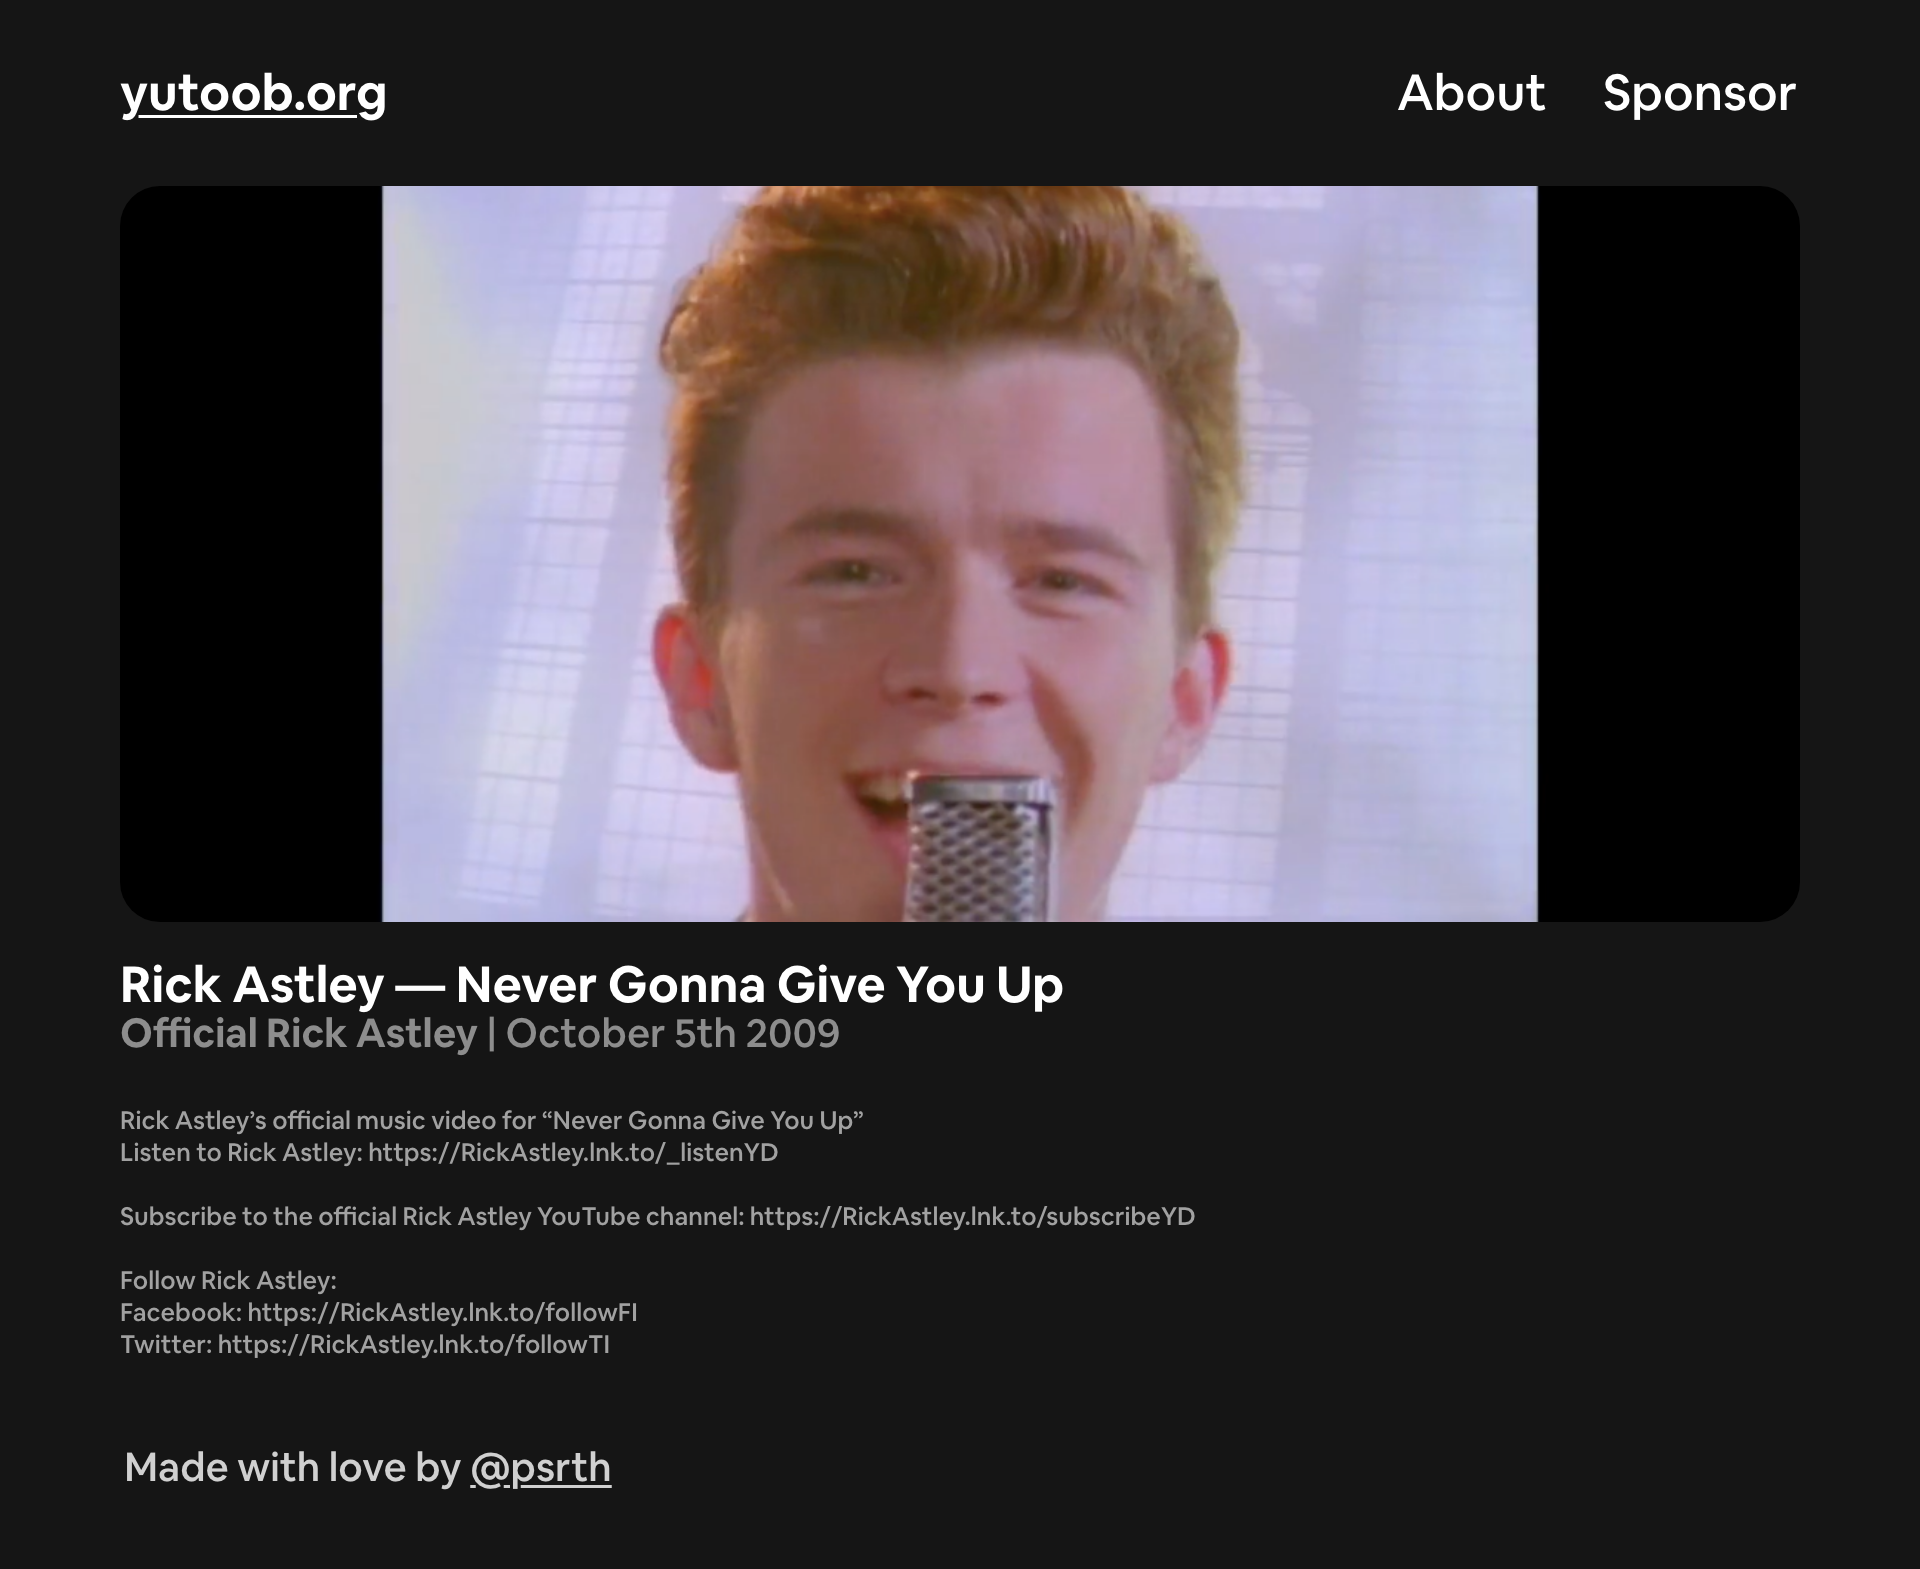 yutoob.org
About Sponsor
Rick Astley — Never Gonna Give You Up
Official Rick Astley | October 5th 2009
Rick Astley’s official music video for “Never Gonna Give You Up”
Listen to Rick Astley: https://RickAstley.lnk.to/_listenYD
Subscribe to the official Rick Astley YouTube channel: https://RickAstley.lnk.to/subscribeYD
Follow Rick Astley:
Facebook: https://RickAstley.lnk.to/followFI
Twitter: https://RickAstley.lnk.to/followTI
Made with love by @psrth